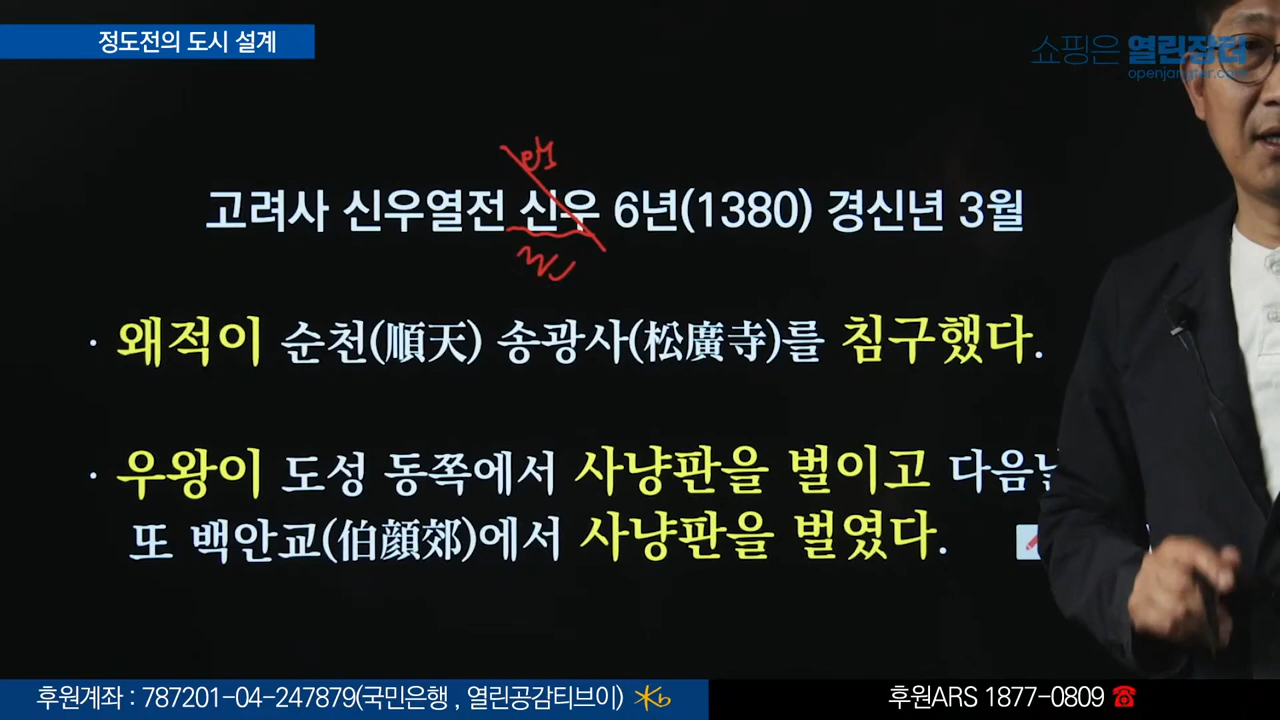 정도전의 도시 설계
쇼핑은 열린장터
고려사 신우열전 신우 6년(1380) 경신년 3월
· 왜적이 순천(順天) 송광사(松廣寺)를 침구했다.
· 우왕이 도성 동쪽에서 사냥판을 벌이고 다음날
또 백안교(伯顔郊)에서 사냥판을 벌였다.
후원계좌 : 787201-04-247879(국민은행 , 열린공감티브이)
후원ARS 1877-0809